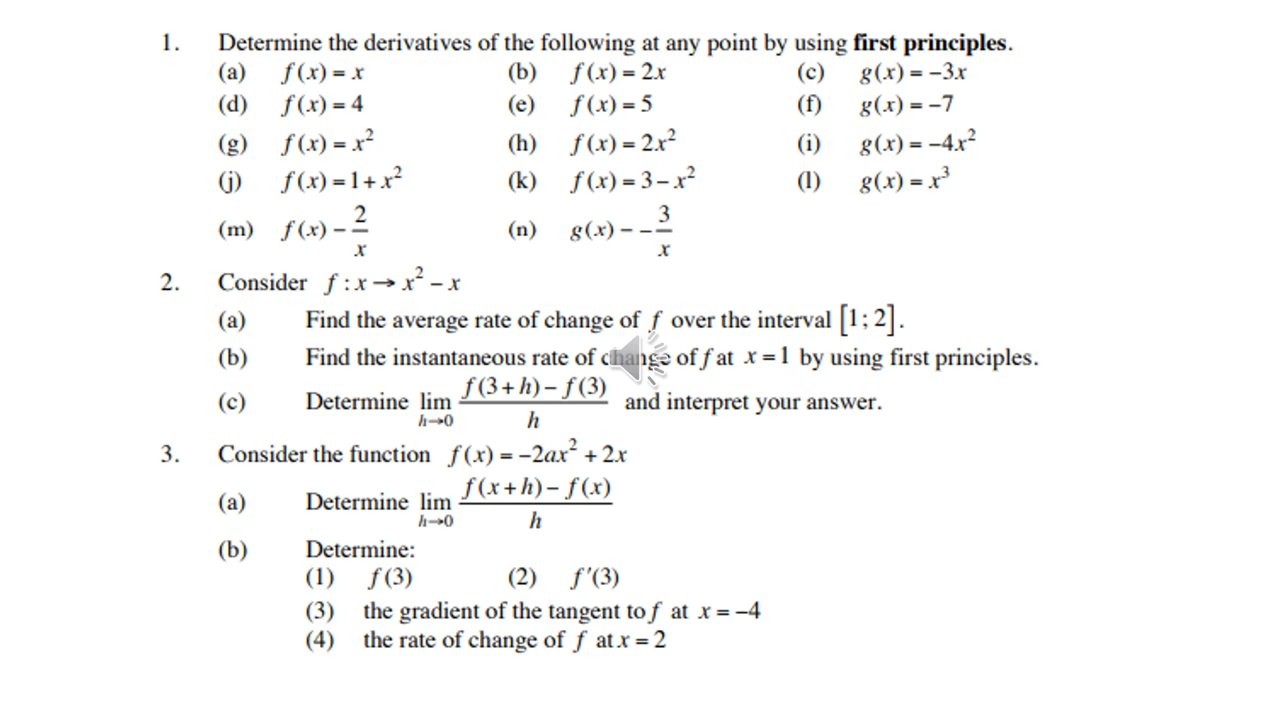 1. Determine the derivatives of the following at any point by using first principles.
(a) f(x) = x (b) f(x) = 2x (c) g(x) = −3x
(d) f(x) = 4 (e) f(x) = 5 (f) g(x) = −7
(g) f(x) = x² (h) f(x) = 2x² (i) g(x) = −4x²
(j) f(x) = 1 + x² (k) f(x) = 3 − x² (l) g(x) = x³
(m) f(x) − 2/x (n) g(x) − −3/x
2. Consider f : x → x² − x
(a) Find the average rate of change of f over the interval [1; 2].
(b) Find the instantaneous rate of change of f at x = 1 by using first principles.
(c) Determine lim h→0 f(3 + h) − f(3) / h and interpret your answer.
3. Consider the function f(x) = −2ax² + 2x
(a) Determine lim h→0 f(x + h) − f(x) / h
(b) Determine:
(1) f(3) (2) f′(3)
(3) the gradient of the tangent to f at x = −4
(4) the rate of change of f at x = 2